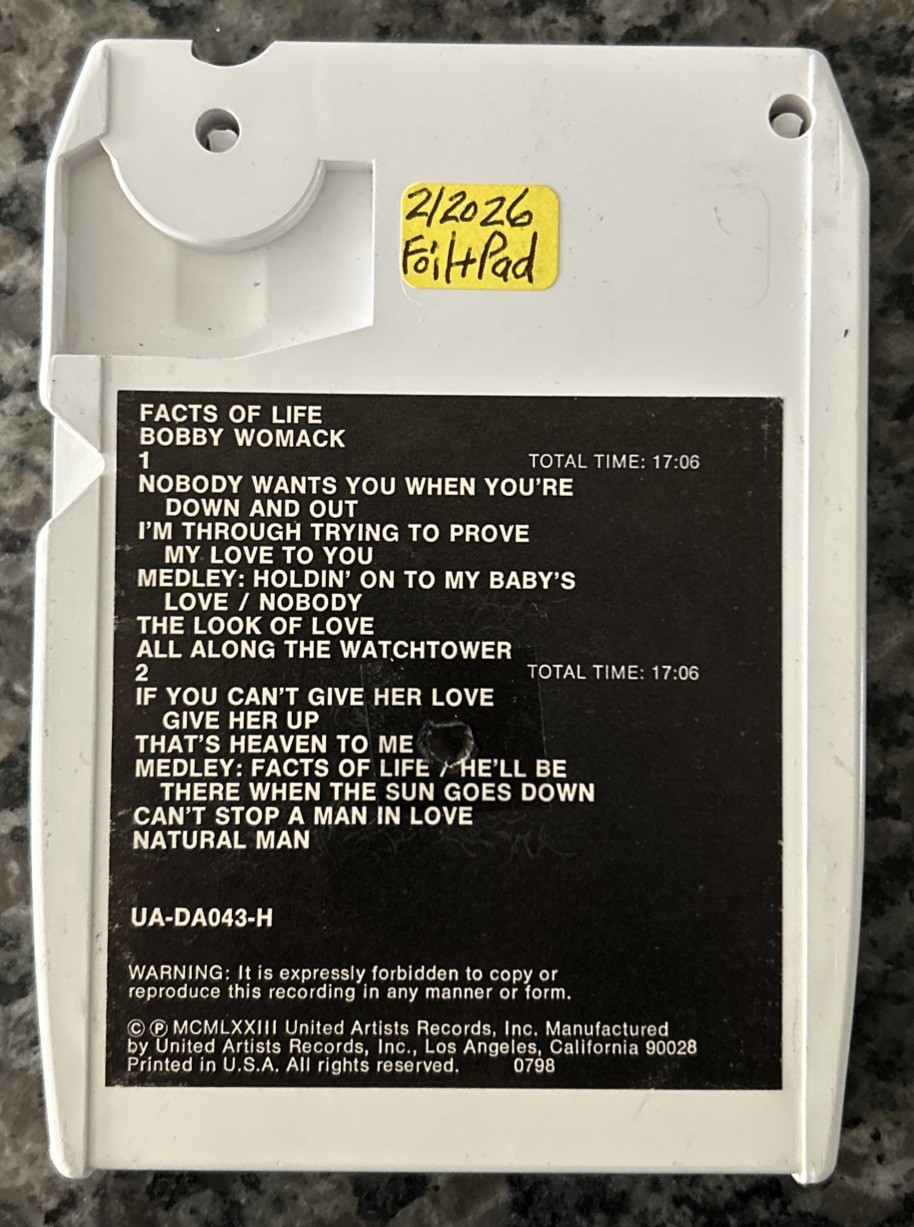 2/2026
Foil+Pad
FACTS OF LIFE
BOBBY WOMACK
1 TOTAL TIME: 17:06
NOBODY WANTS YOU WHEN YOU'RE
DOWN AND OUT
I'M THROUGH TRYING TO PROVE
MY LOVE TO YOU
MEDLEY: HOLDIN' ON TO MY BABY'S
LOVE / NOBODY
THE LOOK OF LOVE
ALL ALONG THE WATCHTOWER
2 TOTAL TIME: 17:06
IF YOU CAN'T GIVE HER LOVE
GIVE HER UP
THAT'S HEAVEN TO ME
MEDLEY: FACTS OF LIFE / HE'LL BE
THERE WHEN THE SUN GOES DOWN
CAN'T STOP A MAN IN LOVE
NATURAL MAN
UA-DA043-H
WARNING: It is expressly forbidden to copy or
reproduce this recording in any manner or form.
© ℗ MCMLXXIII United Artists Records, Inc. Manufactured
by United Artists Records, Inc., Los Angeles, California 90028
Printed in U.S.A. All rights reserved. 0798